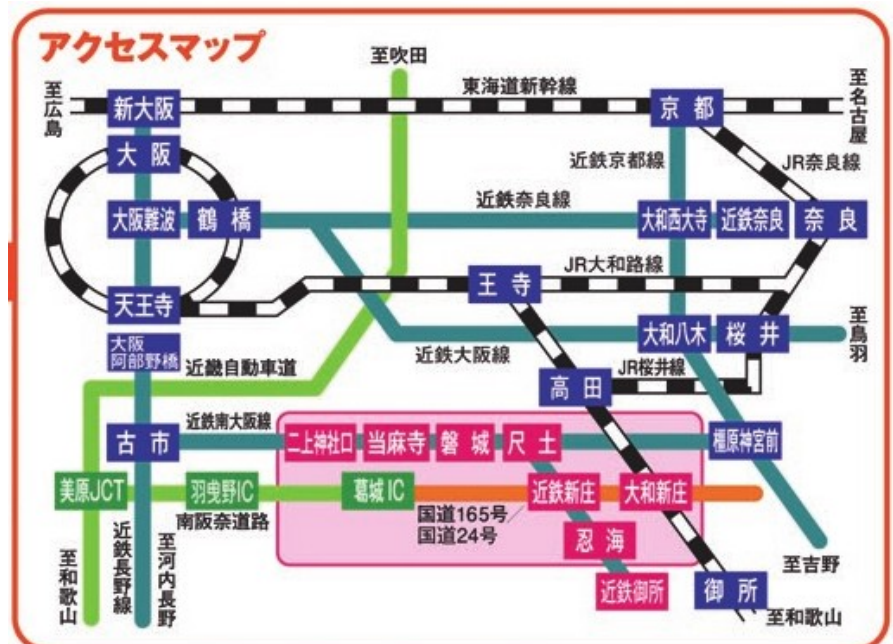 アクセスマップ
至吹田
至広島
新大阪
東海道新幹線
京都
至名古屋
大阪
近鉄京都線
JR奈良線
大阪難波
鶴橋
近鉄奈良線
大和西大寺
近鉄奈良
奈良
JR大和路線
王寺
天王寺
大阪
阿部野橋
近鉄大阪線
大和八木
桜井
至鳥羽
近畿自動車道
JR桜井線
高田
近鉄南大阪線
古市
二上神社口
当麻寺
磐城
尺土
橿原神宮前
美原JCT
羽曳野IC
葛城IC
近鉄新庄
大和新庄
南阪奈道路
国道165号/
国道24号
忍海
至和歌山
近鉄長野線
至河内長野
近鉄御所
御所
至吉野
至和歌山